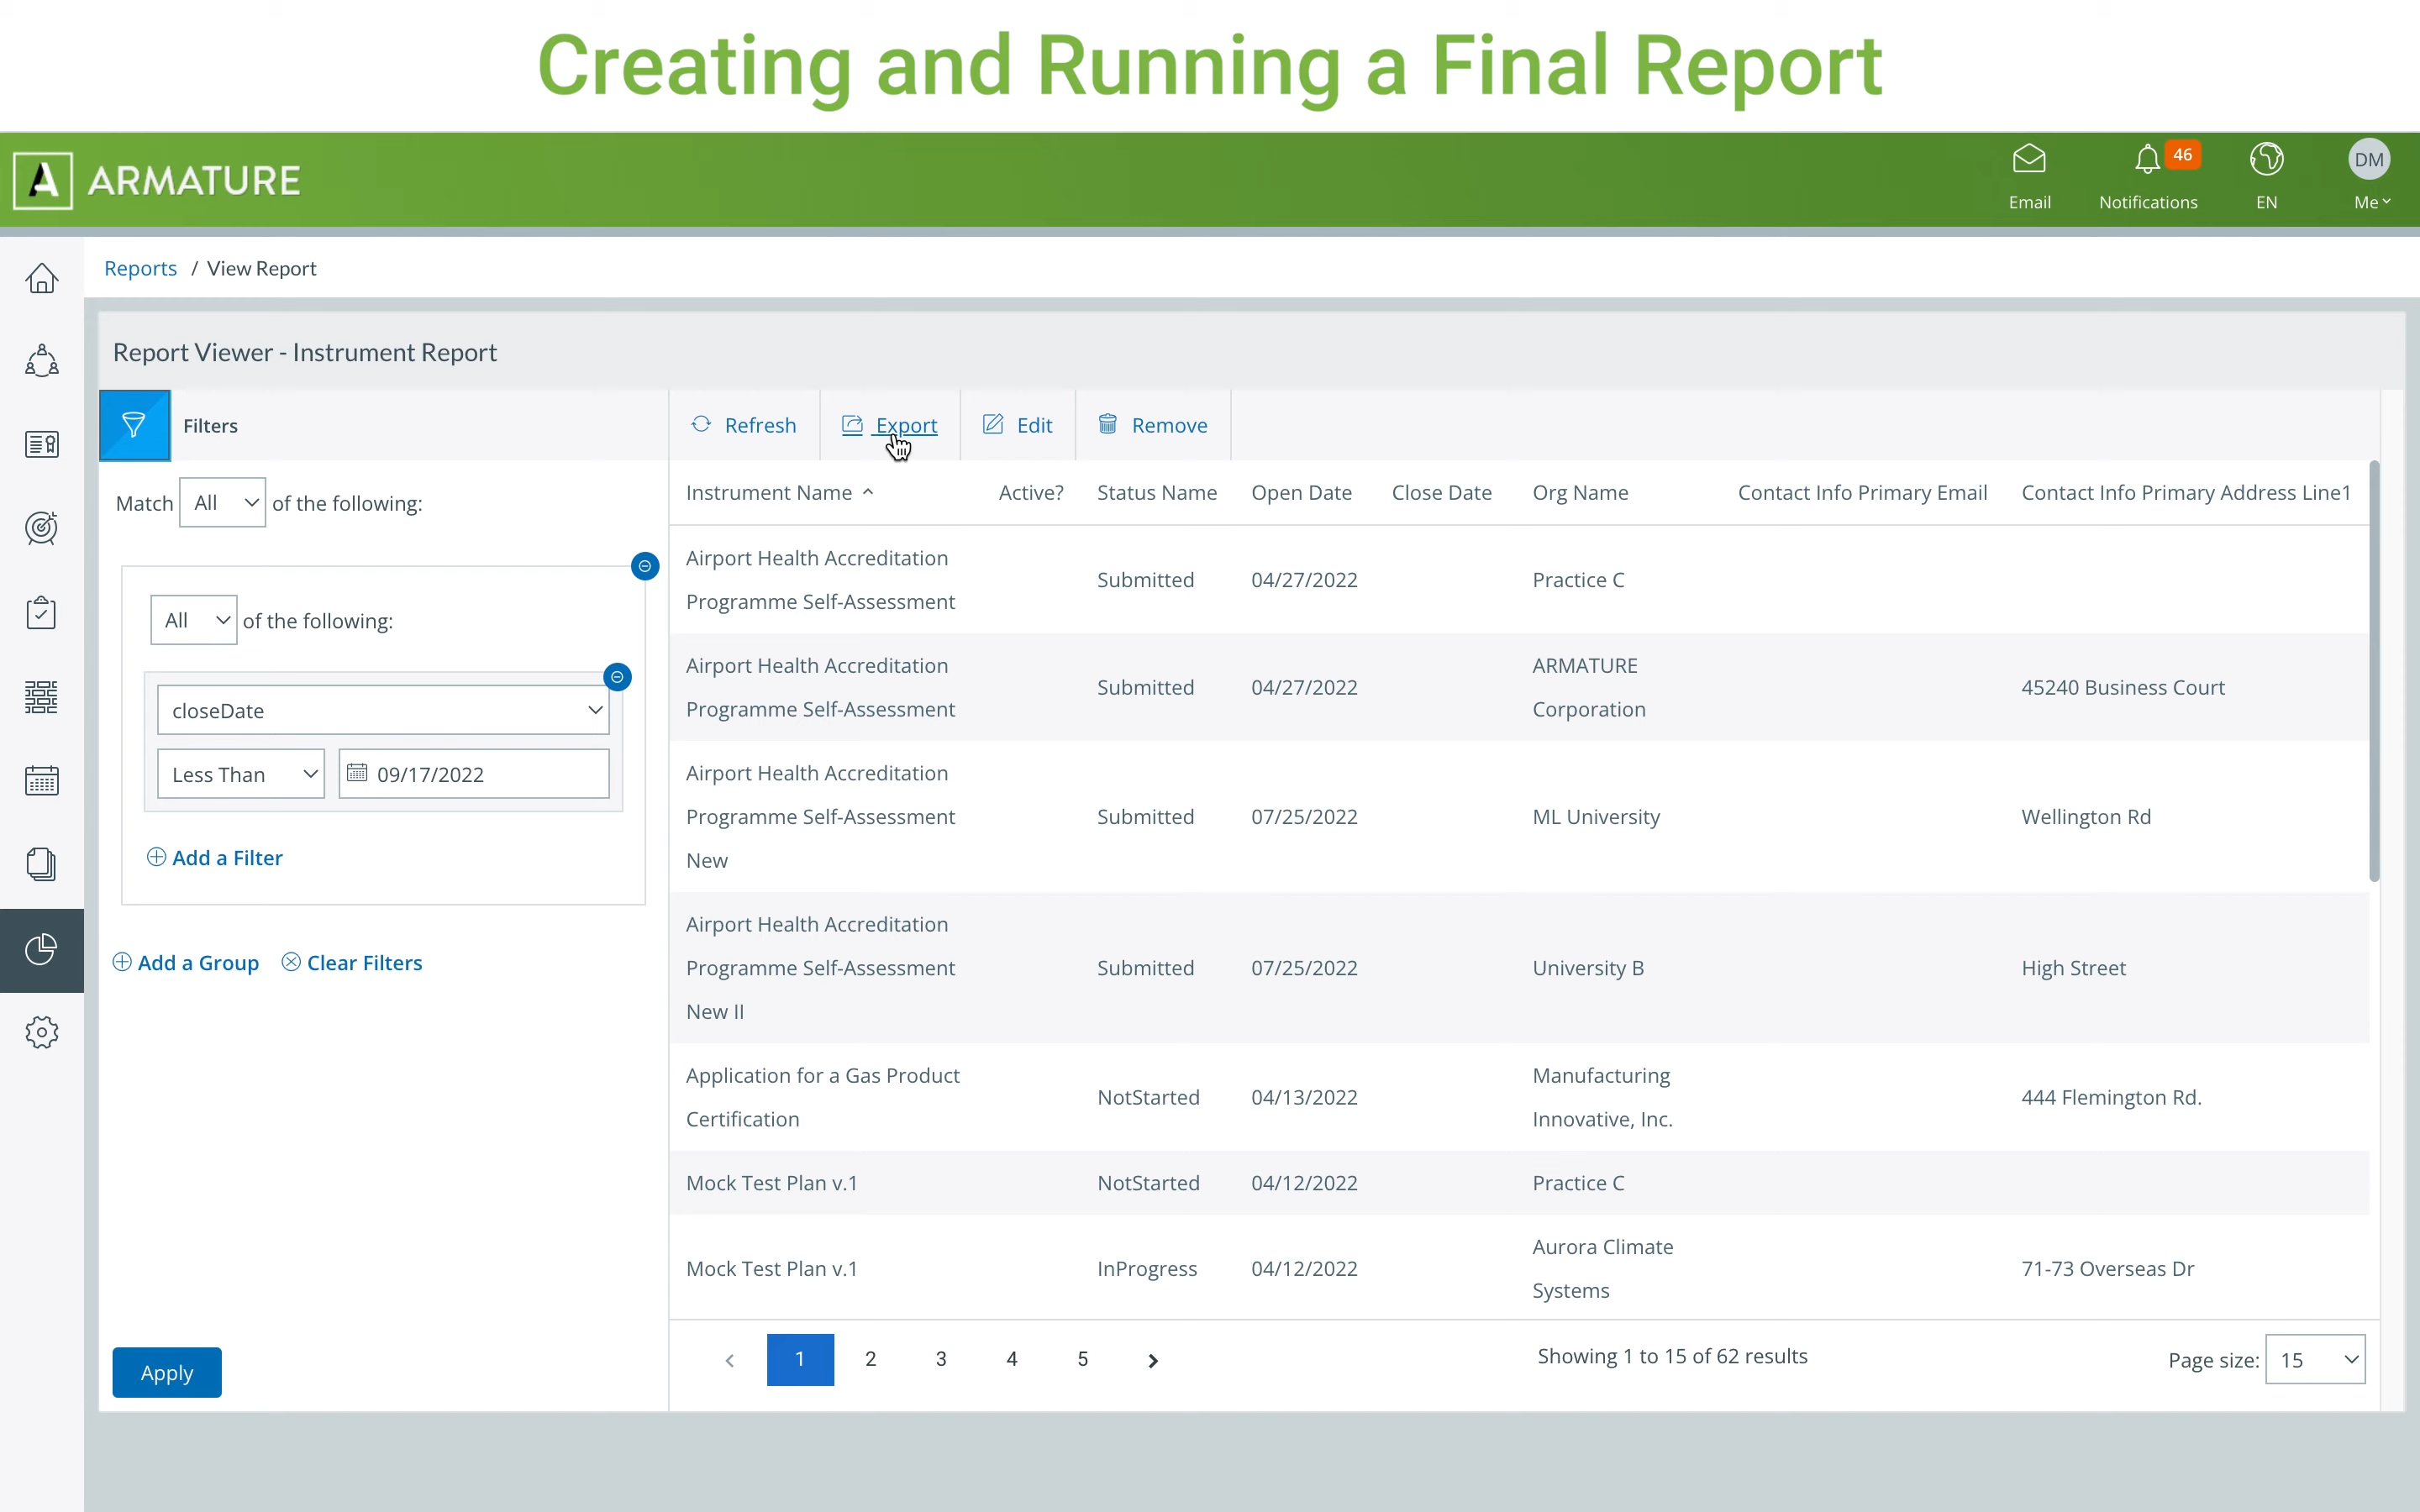 Creating and Running a Final Report
A ARMATURE
Email
46
Notifications
EN
DM
Me
Reports / View Report
Report Viewer - Instrument Report
Filters
Refresh
Export
Edit
Remove
Match All of the following:
All of the following:
closeDate
Less Than
09/17/2022
Add a Filter
Add a Group
Clear Filters
Apply
Instrument Name Active? Status Name Open Date Close Date Org Name Contact Info Primary Email Contact Info Primary Address Line1
Airport Health Accreditation
Programme Self-Assessment
Submitted 04/27/2022
Practice C
Airport Health Accreditation
Programme Self-Assessment
Submitted 04/27/2022
ARMATURE
Corporation
45240 Business Court
Airport Health Accreditation
Programme Self-Assessment
New
Submitted 07/25/2022
ML University
Wellington Rd
Airport Health Accreditation
Programme Self-Assessment
New II
Submitted 07/25/2022
University B
High Street
Application for a Gas Product
Certification
NotStarted 04/13/2022
Manufacturing
Innovative, Inc.
444 Flemington Rd.
Mock Test Plan v.1
NotStarted 04/12/2022
Practice C
Mock Test Plan v.1
InProgress 04/12/2022
Aurora Climate
Systems
71-73 Overseas Dr
1 2 3 4 5
Showing 1 to 15 of 62 results
Page size: 15